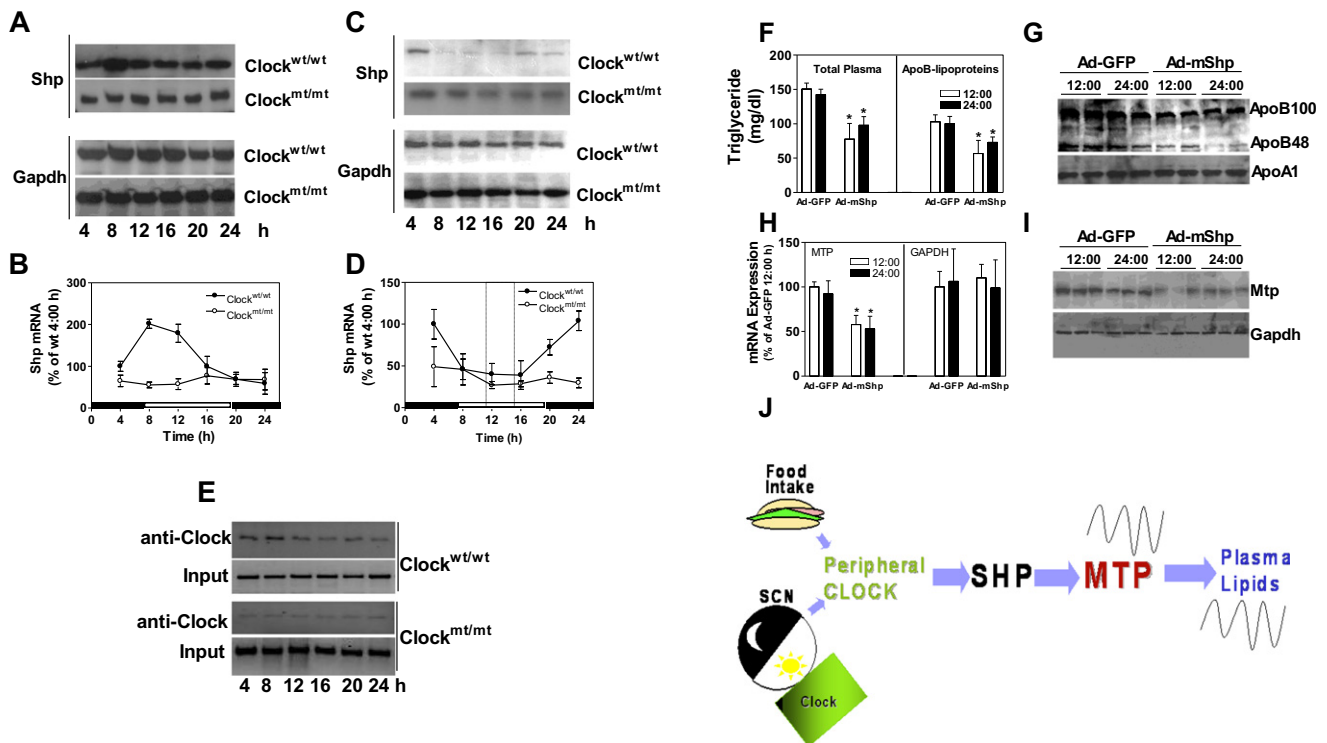 A
Shp
Clock^wt/wt
Clock^mt/mt
Gapdh
Clock^wt/wt
Clock^mt/mt
4 8 12 16 20 24 h
B
Shp mRNA
(% of wt 4:00 h)
300
200
100
0
Clock^wt/wt
Clock^mt/mt
0 4 8 12 16 20 24
Time (h)
C
Shp
Clock^wt/wt
Clock^mt/mt
Gapdh
Clock^wt/wt
Clock^mt/mt
4 8 12 16 20 24 h
D
Shp mRNA
(% of wt 4:00 h)
150
100
50
0
Clock^wt/wt
Clock^mt/mt
0 4 8 12 16 20 24
Time (h)
E
anti-Clock
Input
Clock^wt/wt
anti-Clock
Input
Clock^mt/mt
4 8 12 16 20 24 h
F
Triglyceride
(mg/dl)
200
150
100
50
0
Total Plasma
ApoB-lipoproteins
12:00
24:00
* * * *
Ad-GFP Ad-mShp Ad-GFP Ad-mShp
G
Ad-GFP Ad-mShp
12:00 24:00 12:00 24:00
ApoB100
ApoB48
ApoA1
H
mRNA Expression
(% of Ad-GFP 12:00 h)
150
100
50
0
MTP
GAPDH
12:00
24:00
* *
Ad-GFP Ad-mShp Ad-GFP Ad-mShp
I
Ad-GFP Ad-mShp
12:00 24:00 12:00 24:00
Mtp
Gapdh
J
Food
Intake
SCN
Clock
Peripheral
CLOCK
SHP
MTP
Plasma
Lipids